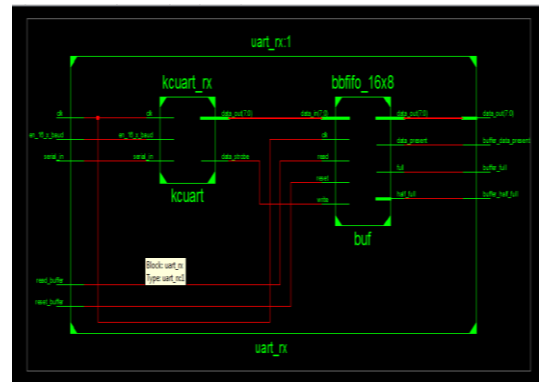 uart_rx:1
kcuart_rx
bbfifo_16x8
clk
clk
data_out(7:0)
data_in(7:0)
data_out(7:0)
data_out(7:0)
en_16_x_baud
en_16_x_baud
clk
data_present
buffer_data_present
serial_in
serial_in
data_strobe
read
full
buffer_full
reset
write
half_full
buffer_half_full
kcuart
buf
Block: uart_rx
Type: uart_rx:1
read_buffer
reset_buffer
uart_rx